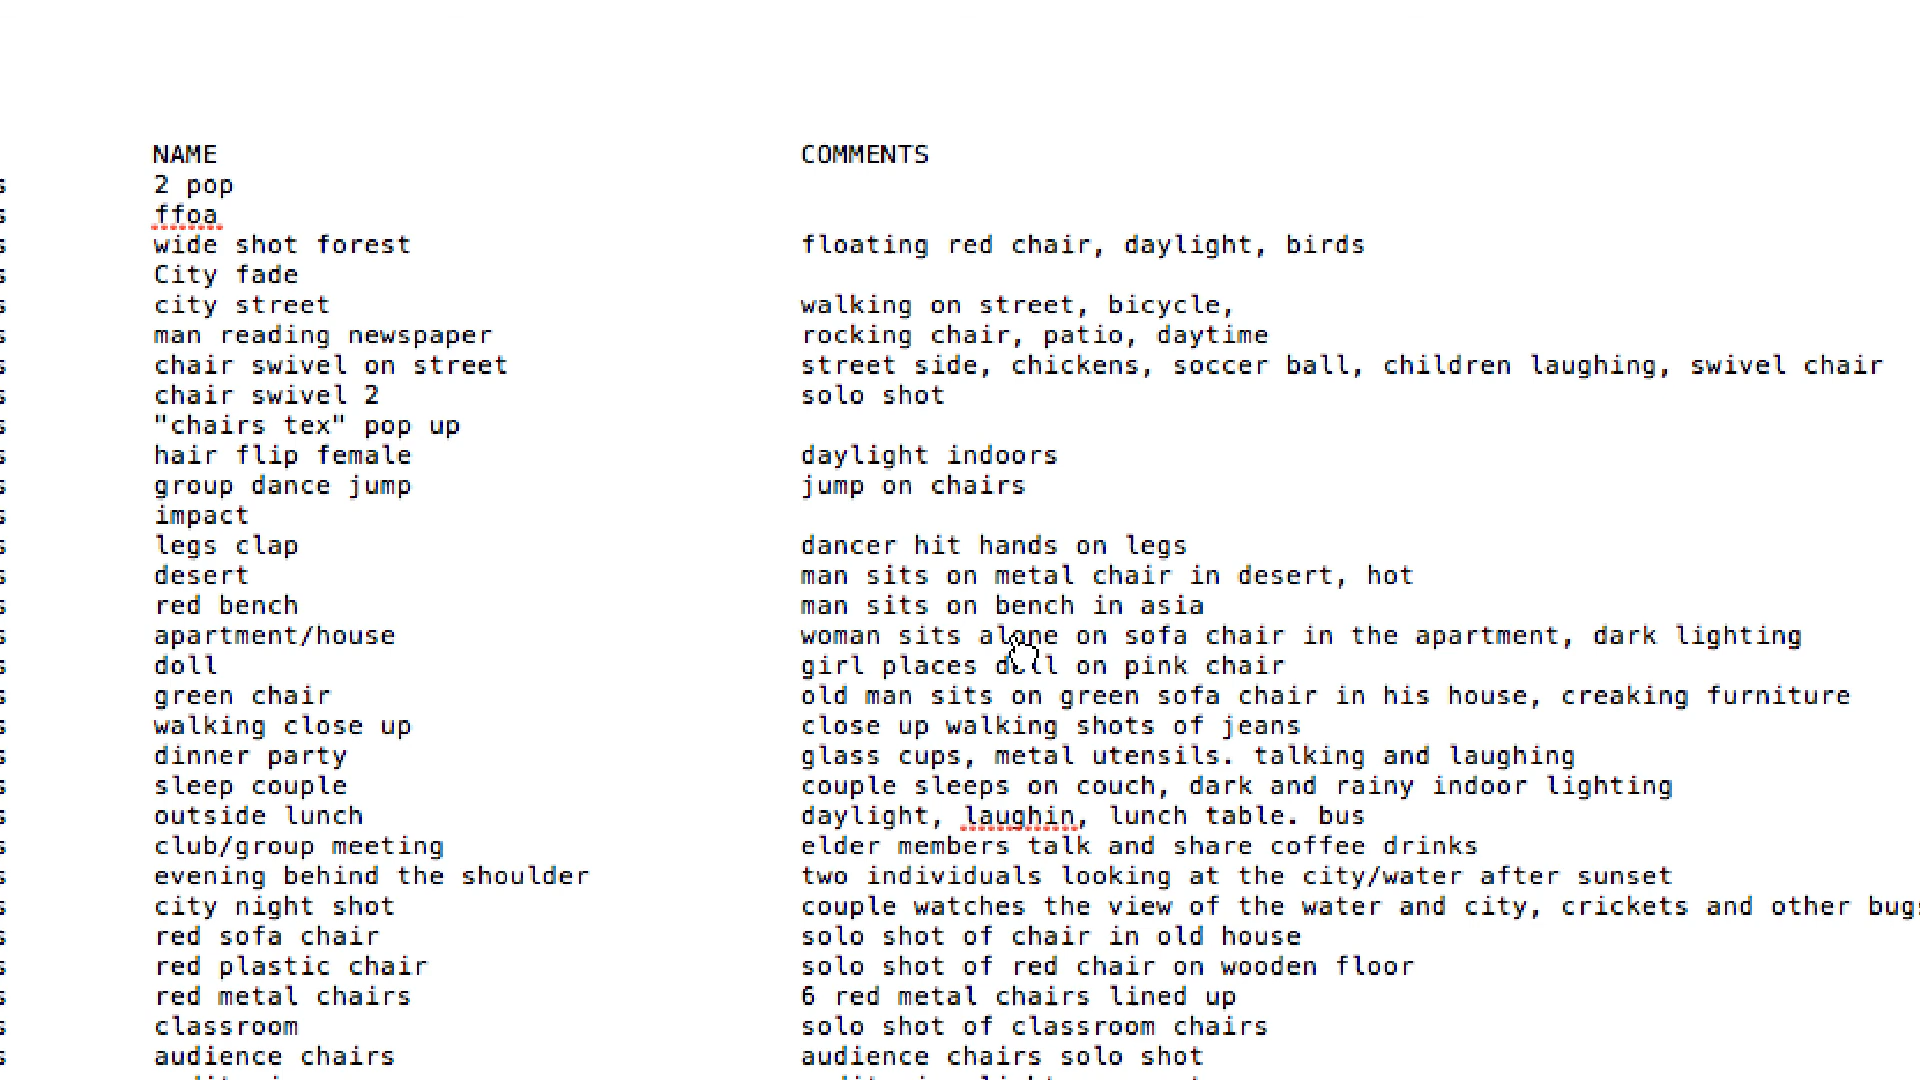 NAME COMMENTS
s 2 pop
s ffoa
s wide shot forest floating red chair, daylight, birds
s City fade
s city street walking on street, bicycle,
s man reading newspaper rocking chair, patio, daytime
s chair swivel on street street side, chickens, soccer ball, children laughing, swivel chair
s chair swivel 2 solo shot
s "chairs tex" pop up
s hair flip female daylight indoors
s group dance jump jump on chairs
s impact
s legs clap dancer hit hands on legs
s desert man sits on metal chair in desert, hot
s red bench man sits on bench in asia
s apartment/house woman sits alone on sofa chair in the apartment, dark lighting
s doll girl places doll on pink chair
s green chair old man sits on green sofa chair in his house, creaking furniture
s walking close up close up walking shots of jeans
s dinner party glass cups, metal utensils. talking and laughing
s sleep couple couple sleeps on couch, dark and rainy indoor lighting
s outside lunch daylight, laughin, lunch table. bus
s club/group meeting elder members talk and share coffee drinks
s evening behind the shoulder two individuals looking at the city/water after sunset
s city night shot couple watches the view of the water and city, crickets and other bugs
s red sofa chair solo shot of chair in old house
s red plastic chair solo shot of red chair on wooden floor
s red metal chairs 6 red metal chairs lined up
s classroom solo shot of classroom chairs
s audience chairs audience chairs solo shot